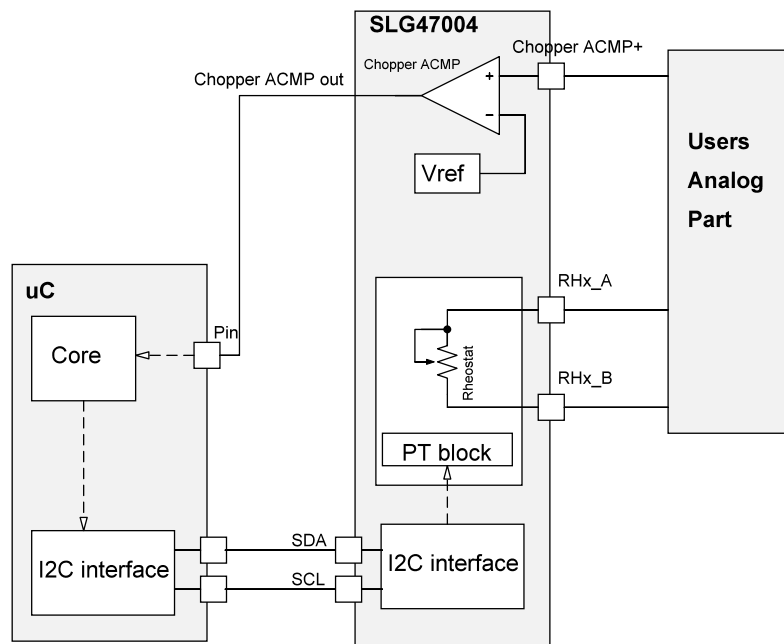 SLG47004
Chopper ACMP+
Chopper ACMP
Chopper ACMP out
+
−
Vref
Users
Analog
Part
uC
RHx_A
Pin
Core
Rheostat
RHx_B
PT block
SDA
I2C interface
I2C interface
SCL